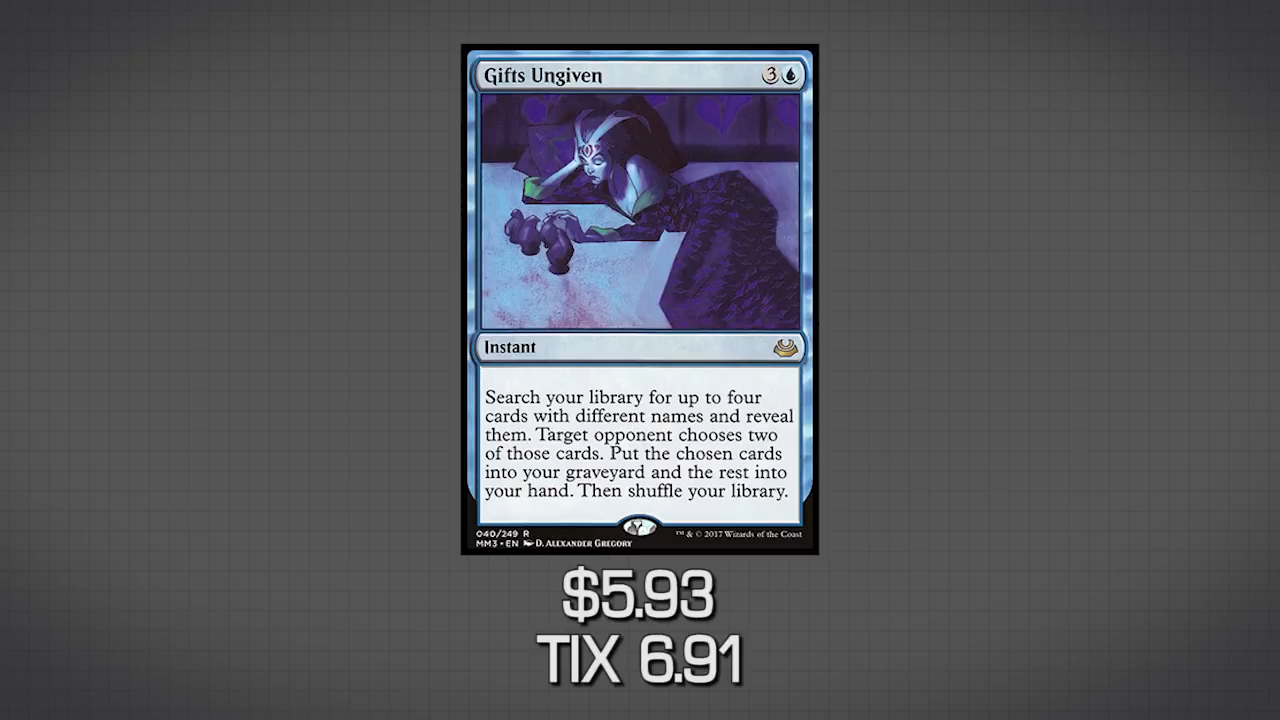 Gifts Ungiven 3
Instant
Search your library for up to four
cards with different names and reveal
them. Target opponent chooses two
of those cards. Put the chosen cards
into your graveyard and the rest into
your hand. Then shuffle your library.
040/249 R
MM3 • EN D. Alexander Gregory
™ & © 2017 Wizards of the Coast
$5.93
TIX 6.91